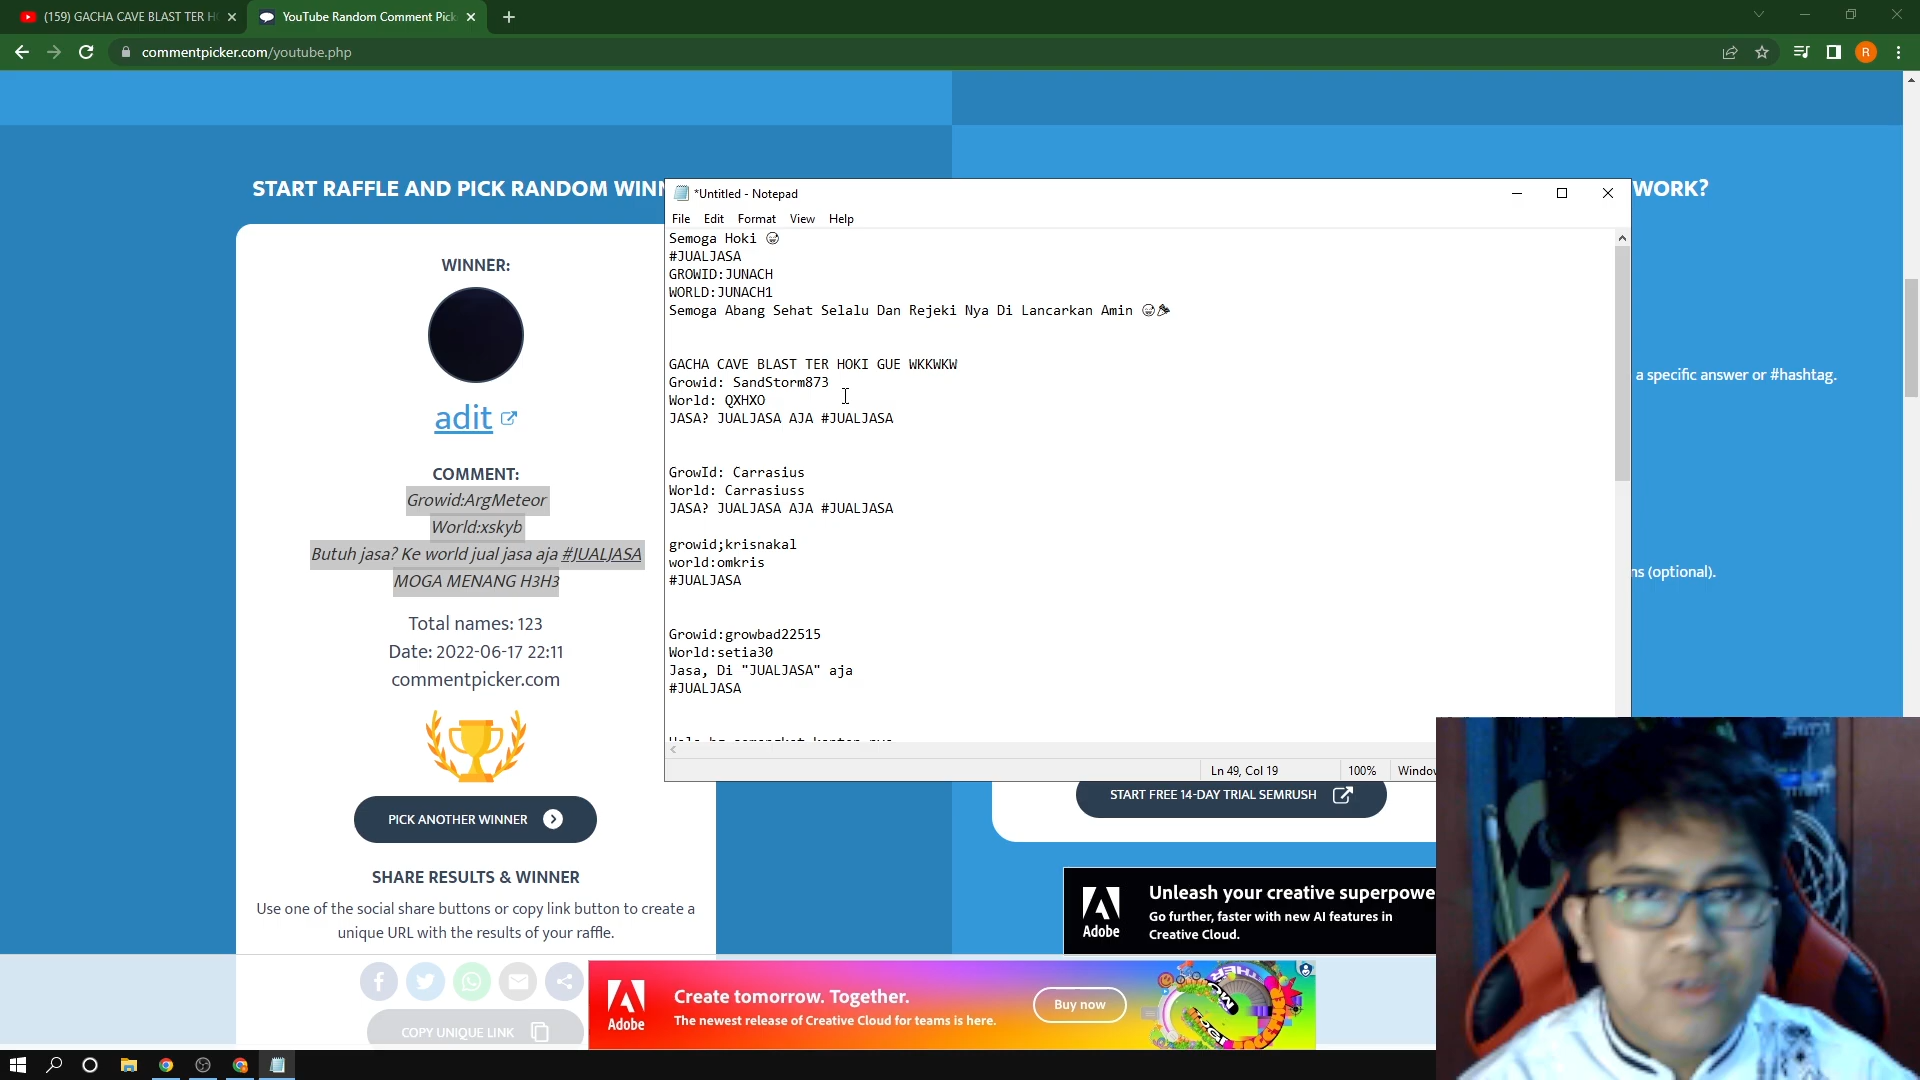 (159) GACHA CAVE BLAST TER H
YouTube Random Comment Pick
commentpicker.com/youtube.php
R
START RAFFLE AND PICK RANDOM WINN
WORK?
WINNER:
adit
COMMENT:
Growid:ArgMeteor
World:xskyb
Butuh jasa? Ke world jual jasa aja #JUALJASA
MOGA MENANG H3H3
Total names: 123
Date: 2022-06-17 22:11
commentpicker.com
PICK ANOTHER WINNER
SHARE RESULTS & WINNER
Use one of the social share buttons or copy link button to create a
unique URL with the results of your raffle.
COPY UNIQUE LINK
*Untitled - Notepad
File Edit Format View Help
Semoga Hoki
#JUALJASA
GROWID:JUNACH
WORLD:JUNACH1
Semoga Abang Sehat Selalu Dan Rejeki Nya Di Lancarkan Amin
GACHA CAVE BLAST TER HOKI GUE WKKWKW
Growid: SandStorm873
World: QXHXO
JASA? JUALJASA AJA #JUALJASA
GrowId: Carrasius
World: Carrasiuss
JASA? JUALJASA AJA #JUALJASA
growid;krisnakal
world:omkris
#JUALJASA
Growid:growbad22515
World:setia30
Jasa, Di "JUALJASA" aja
#JUALJASA
Ln 49, Col 19
100%
Window
a specific answer or #hashtag.
ns (optional).
START FREE 14-DAY TRIAL SEMRUSH
Adobe
Unleash your creative superpowe
Go further, faster with new AI features in
Creative Cloud.
Adobe
Create tomorrow. Together.
The newest release of Creative Cloud for teams is here.
Buy now